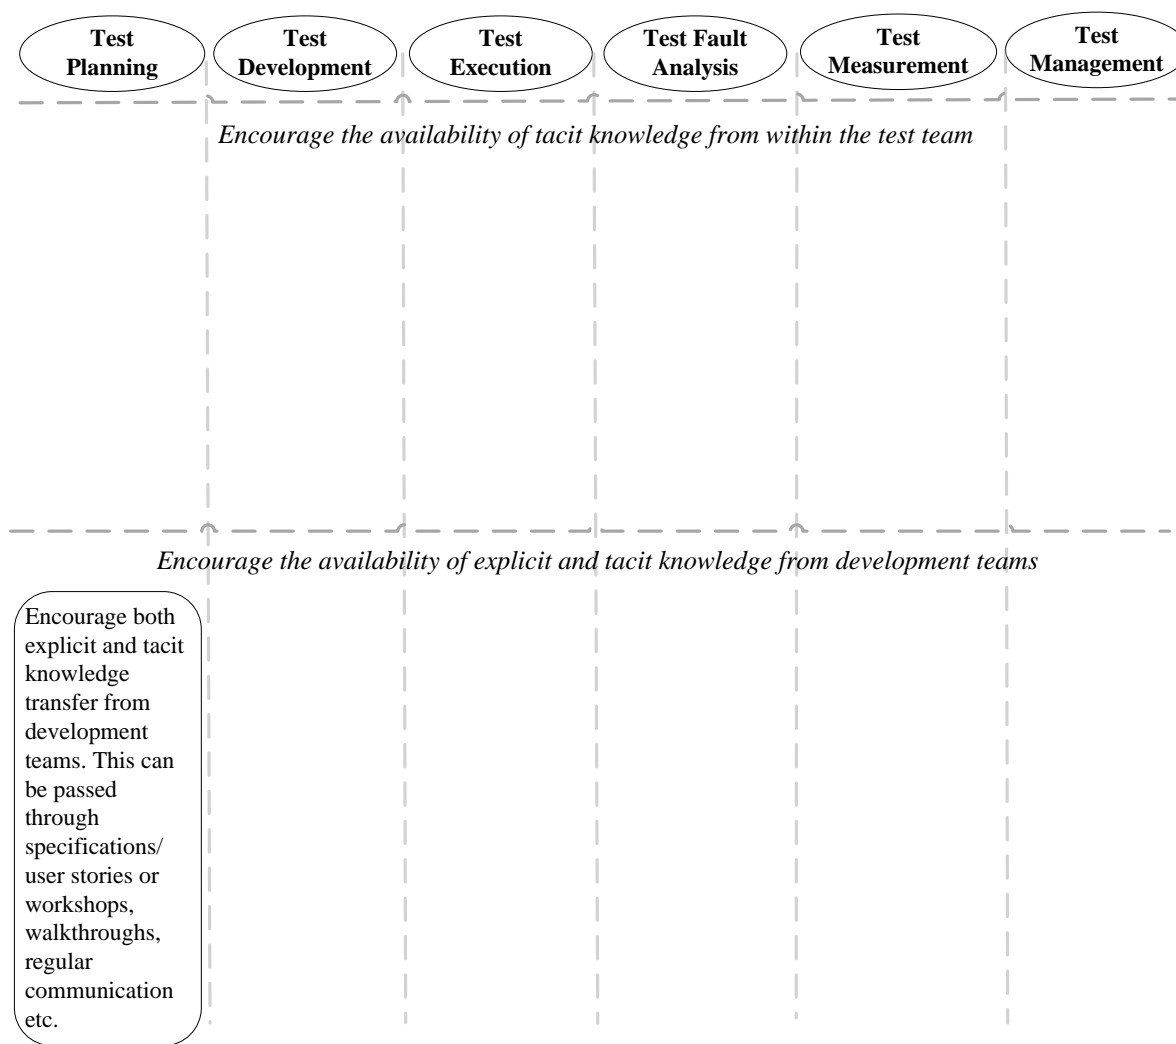 Test
Planning
Test
Development
Test
Execution
Test Fault
Analysis
Test
Measurement
Test
Management
Encourage the availability of tacit knowledge from within the test team
Encourage the availability of explicit and tacit knowledge from development teams
Encourage both
explicit and tacit
knowledge
transfer from
development
teams. This can
be passed
through
specifications/
user stories or
workshops,
walkthroughs,
regular
communication
etc.